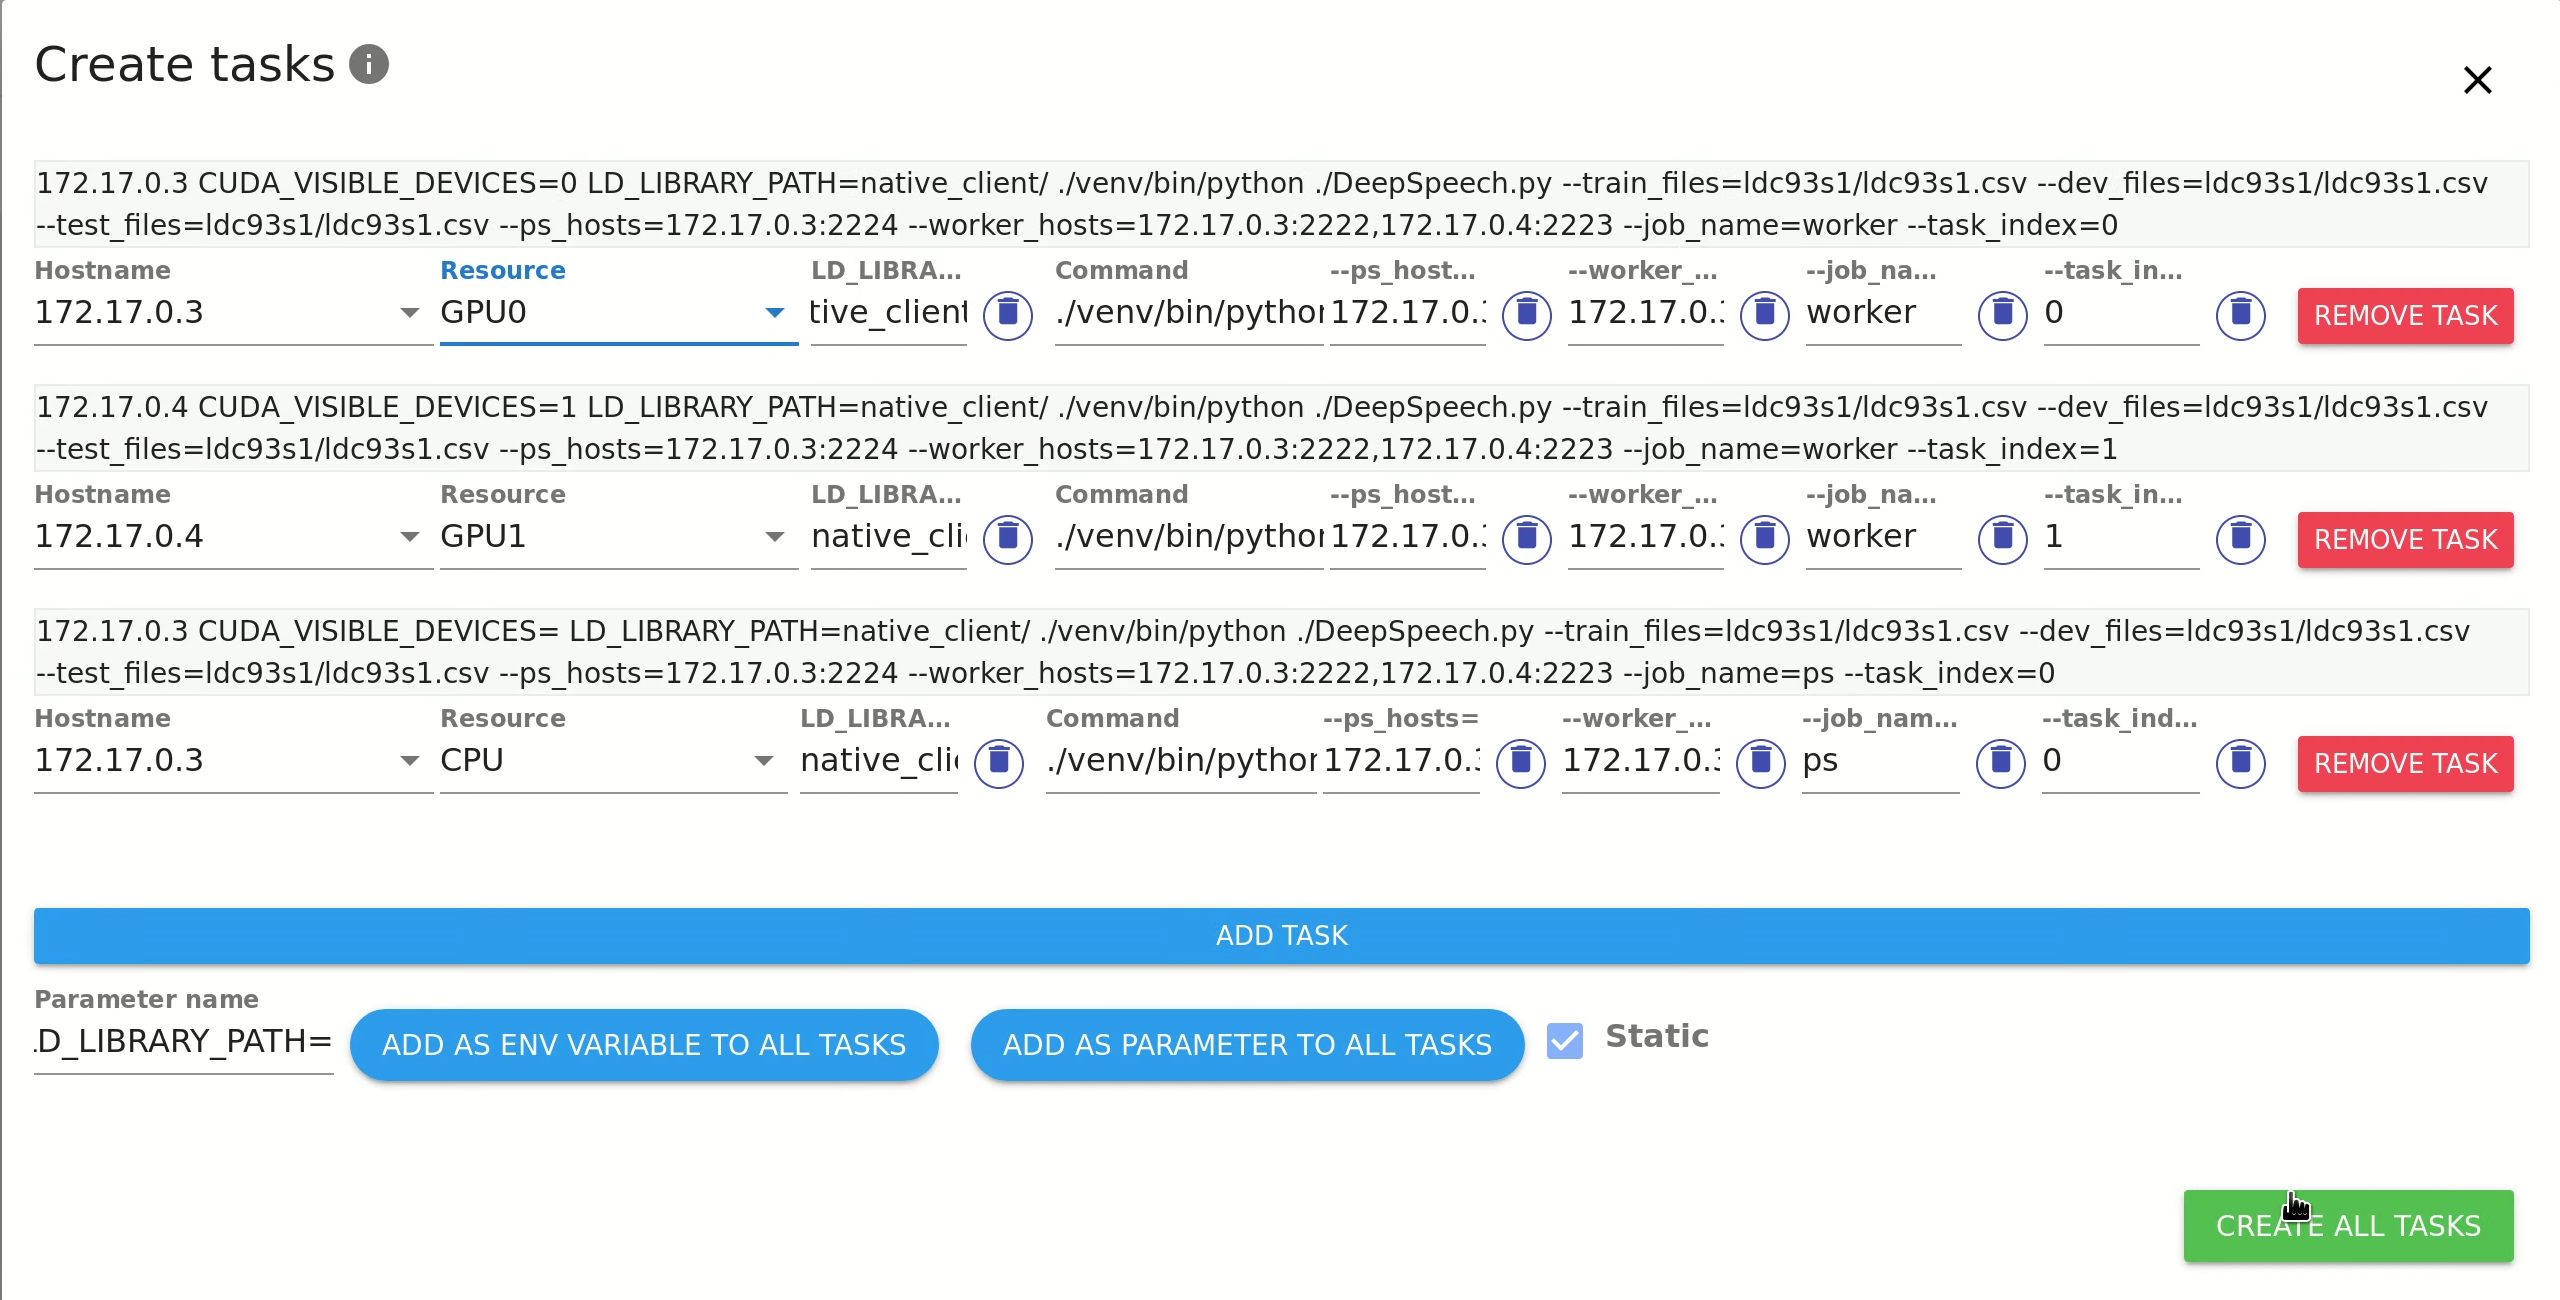 Create tasks
172.17.0.3 CUDA_VISIBLE_DEVICES=0 LD_LIBRARY_PATH=native_client/ ./venv/bin/python ./DeepSpeech.py --train_files=ldc93s1/ldc93s1.csv --dev_files=ldc93s1/ldc93s1.csv
--test_files=ldc93s1/ldc93s1.csv --ps_hosts=172.17.0.3:2224 --worker_hosts=172.17.0.3:2222,172.17.0.4:2223 --job_name=worker --task_index=0
Hostname Resource LD_LIBRA... Command --ps_host... --worker_... --job_na... --task_in...
172.17.0.3 GPU0 tive_client ./venv/bin/python 172.17.0.3 172.17.0.3 worker 0 REMOVE TASK
172.17.0.4 CUDA_VISIBLE_DEVICES=1 LD_LIBRARY_PATH=native_client/ ./venv/bin/python ./DeepSpeech.py --train_files=ldc93s1/ldc93s1.csv --dev_files=ldc93s1/ldc93s1.csv
--test_files=ldc93s1/ldc93s1.csv --ps_hosts=172.17.0.3:2224 --worker_hosts=172.17.0.3:2222,172.17.0.4:2223 --job_name=worker --task_index=1
Hostname Resource LD_LIBRA... Command --ps_host... --worker_... --job_na... --task_in...
172.17.0.4 GPU1 native_clie ./venv/bin/python 172.17.0.3 172.17.0.3 worker 1 REMOVE TASK
172.17.0.3 CUDA_VISIBLE_DEVICES= LD_LIBRARY_PATH=native_client/ ./venv/bin/python ./DeepSpeech.py --train_files=ldc93s1/ldc93s1.csv --dev_files=ldc93s1/ldc93s1.csv
--test_files=ldc93s1/ldc93s1.csv --ps_hosts=172.17.0.3:2224 --worker_hosts=172.17.0.3:2222,172.17.0.4:2223 --job_name=ps --task_index=0
Hostname Resource LD_LIBRA... Command --ps_hosts= --worker_... --job_nam... --task_ind...
172.17.0.3 CPU native_clie ./venv/bin/python 172.17.0.3 172.17.0.3 ps 0 REMOVE TASK
ADD TASK
Parameter name
LD_LIBRARY_PATH= ADD AS ENV VARIABLE TO ALL TASKS ADD AS PARAMETER TO ALL TASKS Static
CREATE ALL TASKS